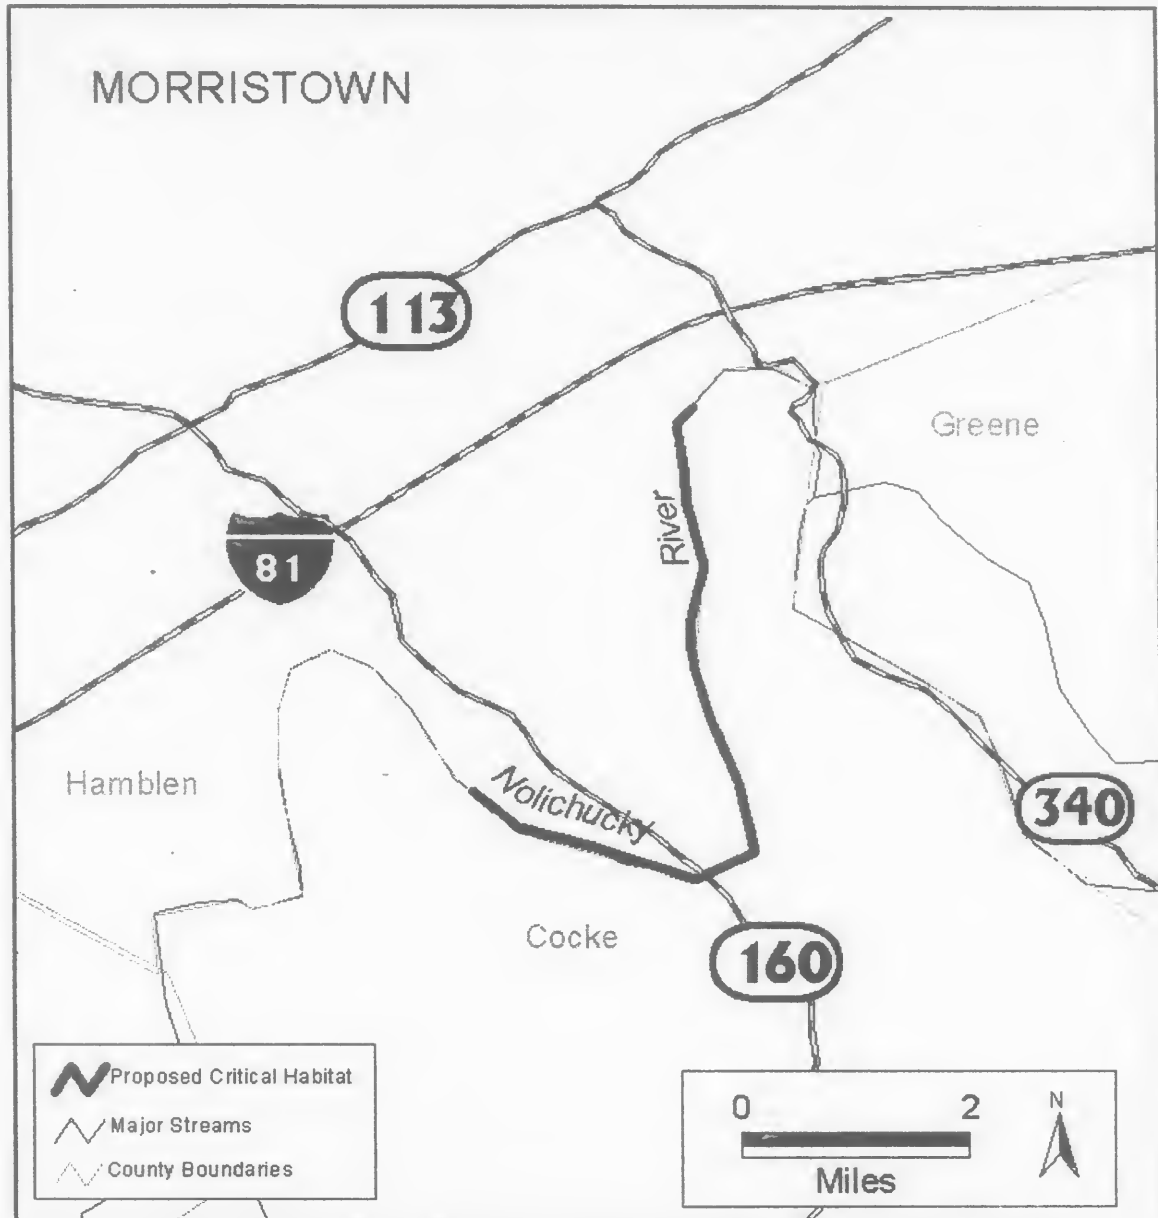 MORRISTOWN
113
Greene
River
81
Hamblen
Nolichucky
340
Cocke
160
Proposed Critical Habitat
Major Streams
County Boundaries
0 2
Miles
N